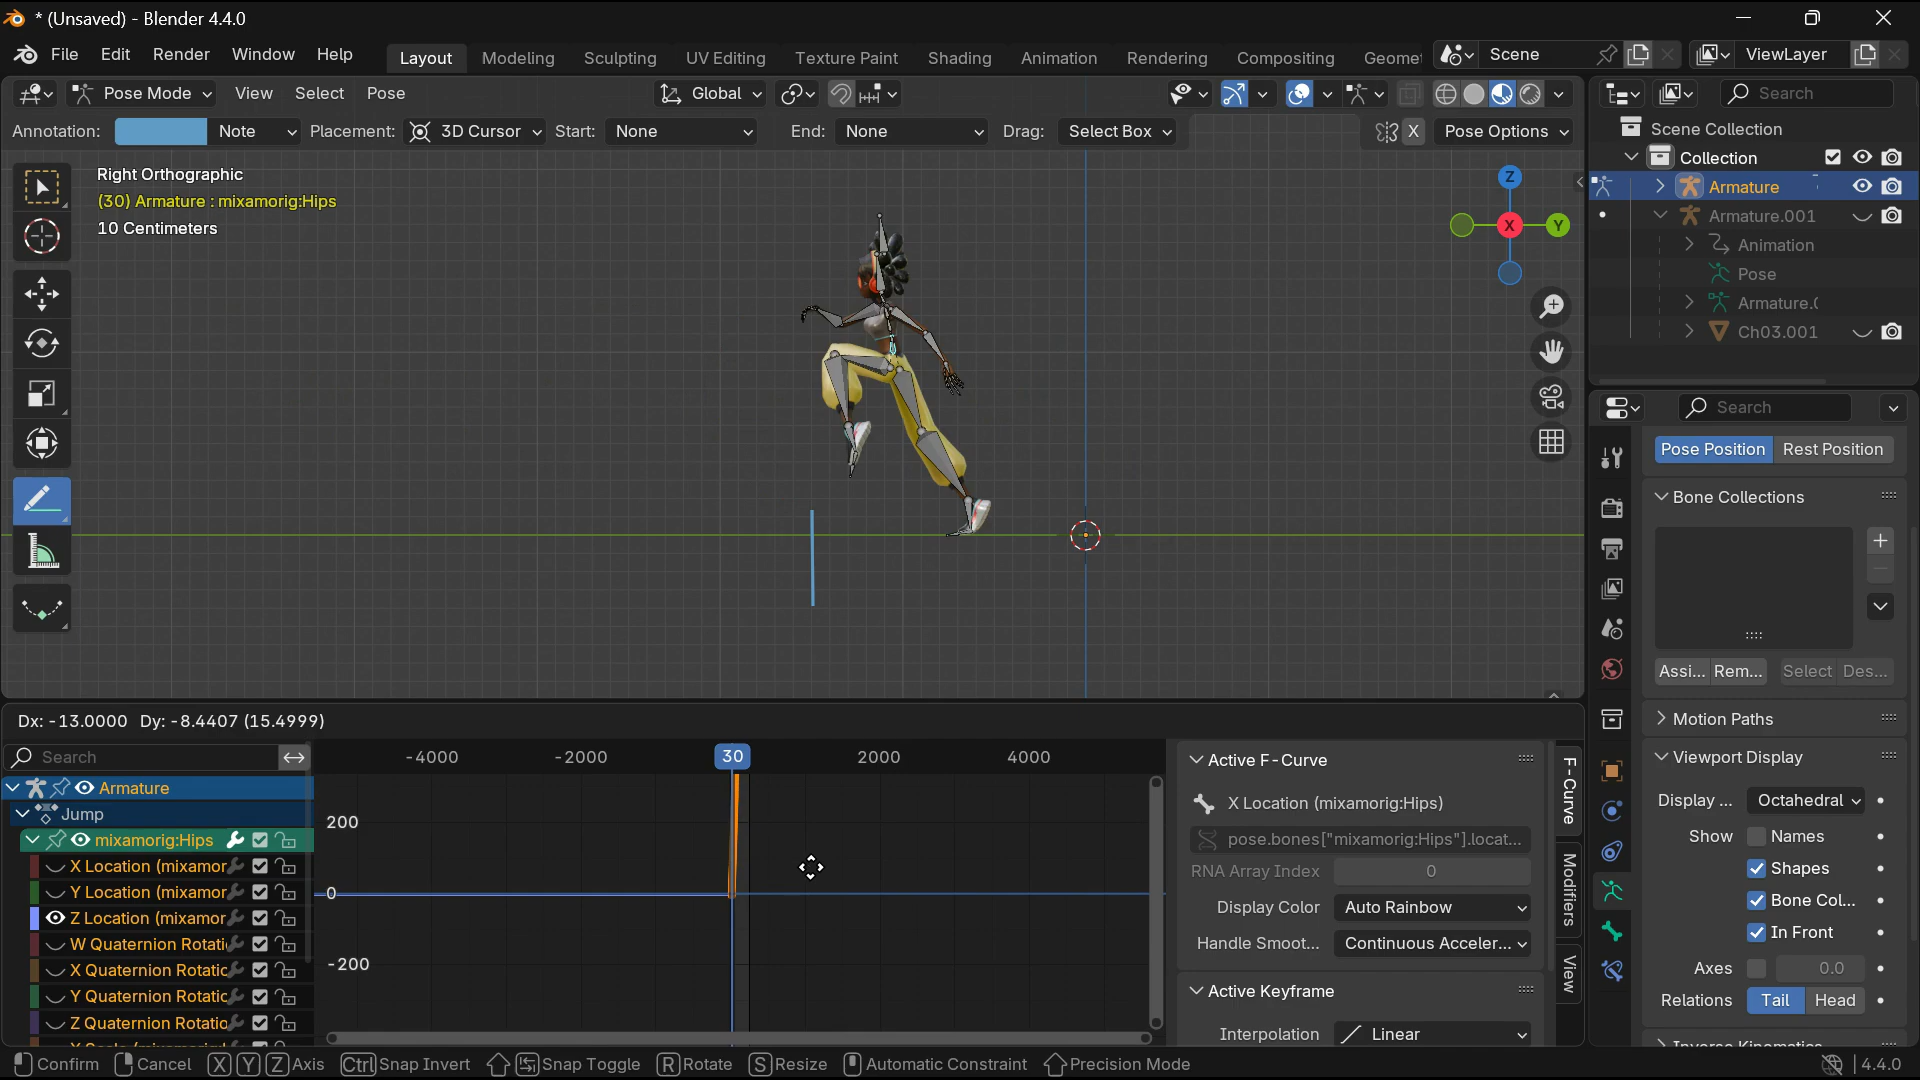 * (Unsaved) - Blender 4.4.0
File Edit Render Window Help Layout Modeling Sculpting UV Editing Texture Paint Shading Animation Rendering Compositing Geome Scene ViewLayer
Pose Mode View Select Pose Global Search
Annotation: Note Placement: 3D Cursor Start: None End: None Drag: Select Box X Pose Options
Scene Collection
Collection
Armature
Armature.001
Animation
Pose
Armature.(
Ch03.001
Right Orthographic
(30) Armature : mixamorig:Hips
10 Centimeters
Z
X
Y
Search
Pose Position Rest Position
Bone Collections
Assi... Rem... Select Des...
Motion Paths
Viewport Display
Display ... Octahedral
Show Names
Shapes
Bone Col...
In Front
Axes 0.0
Relations Tail Head
Dx: -13.0000 Dy: -8.4407 (15.4999)
Search
-4000 -2000 30 2000 4000
Armature
Jump
mixamorig:Hips
X Location (mixamor
Y Location (mixamor
Z Location (mixamor
W Quaternion Rotati
X Quaternion Rotatic
Y Quaternion Rotatic
Z Quaternion Rotatic
200
0
-200
Active F-Curve
X Location (mixamorig:Hips)
pose.bones["mixamorig:Hips"].locat...
RNA Array Index 0
Display Color Auto Rainbow
Handle Smoot... Continuous Acceler...
Active Keyframe
Interpolation Linear
F-Curve
Modifiers
View
Confirm Cancel X Y Z Axis Ctrl Snap Invert Snap Toggle R Rotate S Resize Automatic Constraint Precision Mode 4.4.0